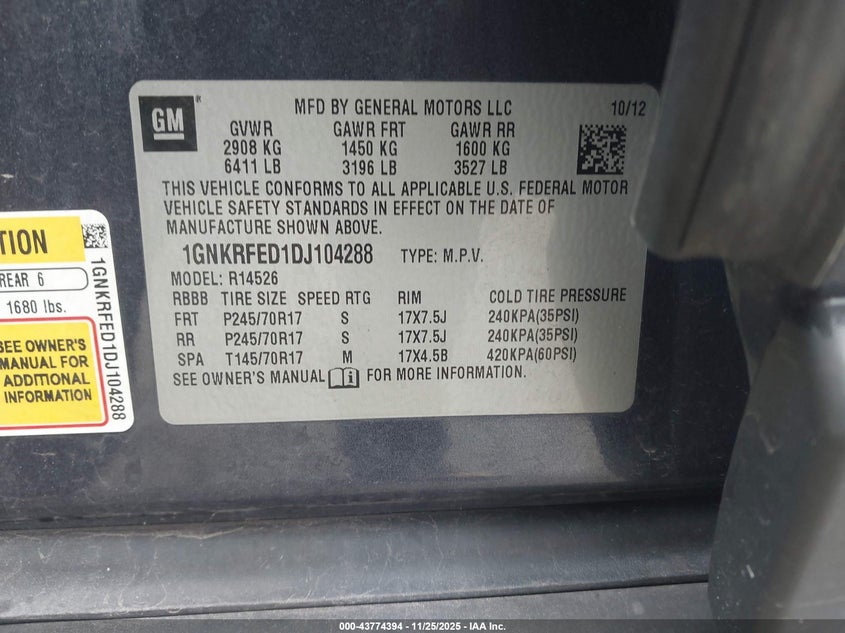 GM
MFD BY GENERAL MOTORS LLC 10/12
GVWR GAWR FRT GAWR RR
2908 KG 1450 KG 1600 KG
6411 LB 3196 LB 3527 LB
THIS VEHICLE CONFORMS TO ALL APPLICABLE U.S. FEDERAL MOTOR
VEHICLE SAFETY STANDARDS IN EFFECT ON THE DATE OF
MANUFACTURE SHOWN ABOVE.
1GNKRFED1DJ104288 TYPE: M.P.V.
MODEL: R14526
RBBB TIRE SIZE SPEED RTG RIM COLD TIRE PRESSURE
FRT P245/70R17 S 17X7.5J 240KPA(35PSI)
RR P245/70R17 S 17X7.5J 240KPA(35PSI)
SPA T145/70R17 M 17X4.5B 420KPA(60PSI)
SEE OWNER'S MANUAL FOR MORE INFORMATION.
REAR 6
1680 lbs.
SEE OWNER'S
MANUAL FOR
ADDITIONAL
INFORMATION
1GNKRFED1DJ104288
000-43774394 - 11/25/2025 - IAA Inc.